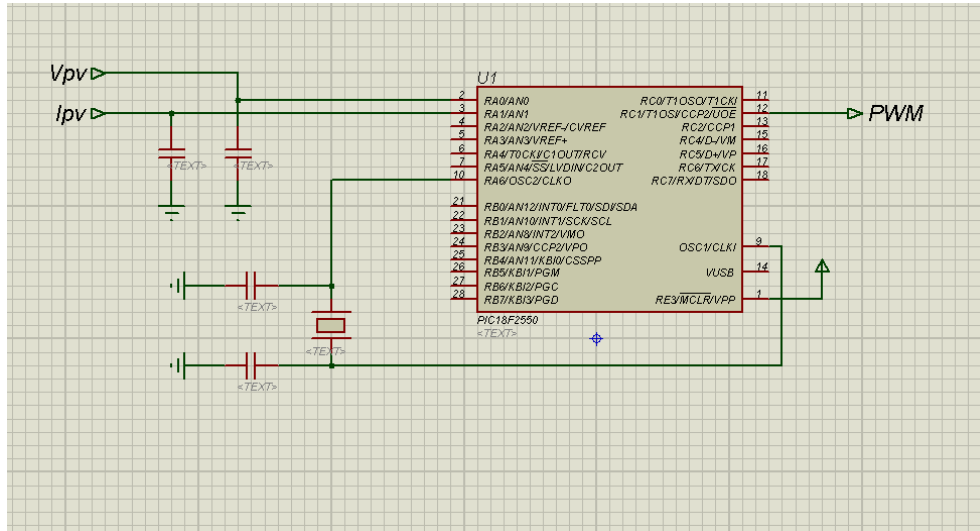 Vpv
Ipv
U1
2 RA0/AN0
3 RA1/AN1
4 RA2/AN2/VREF-/CVREF
5 RA3/AN3/VREF+
6 RA4/T0CKI/C1OUT/RCV
7 RA5/AN4/SS/LVDIN/C2OUT
10 RA6/OSC2/CLKO
21 RB0/AN12/INT0/FLT0/SDI/SDA
22 RB1/AN10/INT1/SCK/SCL
23 RB2/AN8/INT2/VMO
24 RB3/AN9/CCP2/VPO
25 RB4/AN11/KBI0/CSSPP
26 RB5/KBI1/PGM
27 RB6/KBI2/PGC
28 RB7/KBI3/PGD
RC0/T1OSO/T1CKI 11
RC1/T1OSI/CCP2/UOE 12
RC2/CCP1 13
RC4/D-/VM 15
RC5/D+/VP 16
RC6/TX/CK 17
RC7/RX/DT/SDO 18
OSC1/CLKI 9
VUSB 14
RE3/MCLR/VPP 1
PWM
PIC18F2550
<TEXT>
<TEXT>
<TEXT>
<TEXT>
<TEXT>
<TEXT>